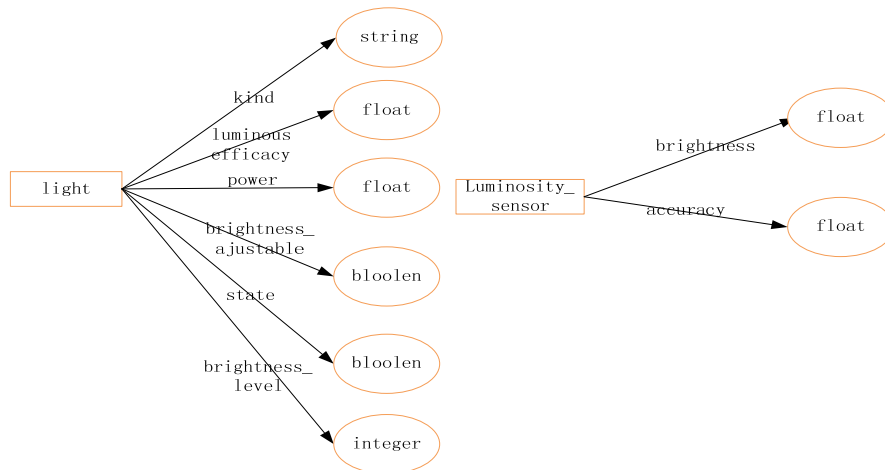 string
kind
float
luminous
efficacy
light
power
float
brightness_
ajustable
bloolen
state
bloolen
brightness_
level
integer
Luminosity_
sensor
brightness
float
accuracy
float